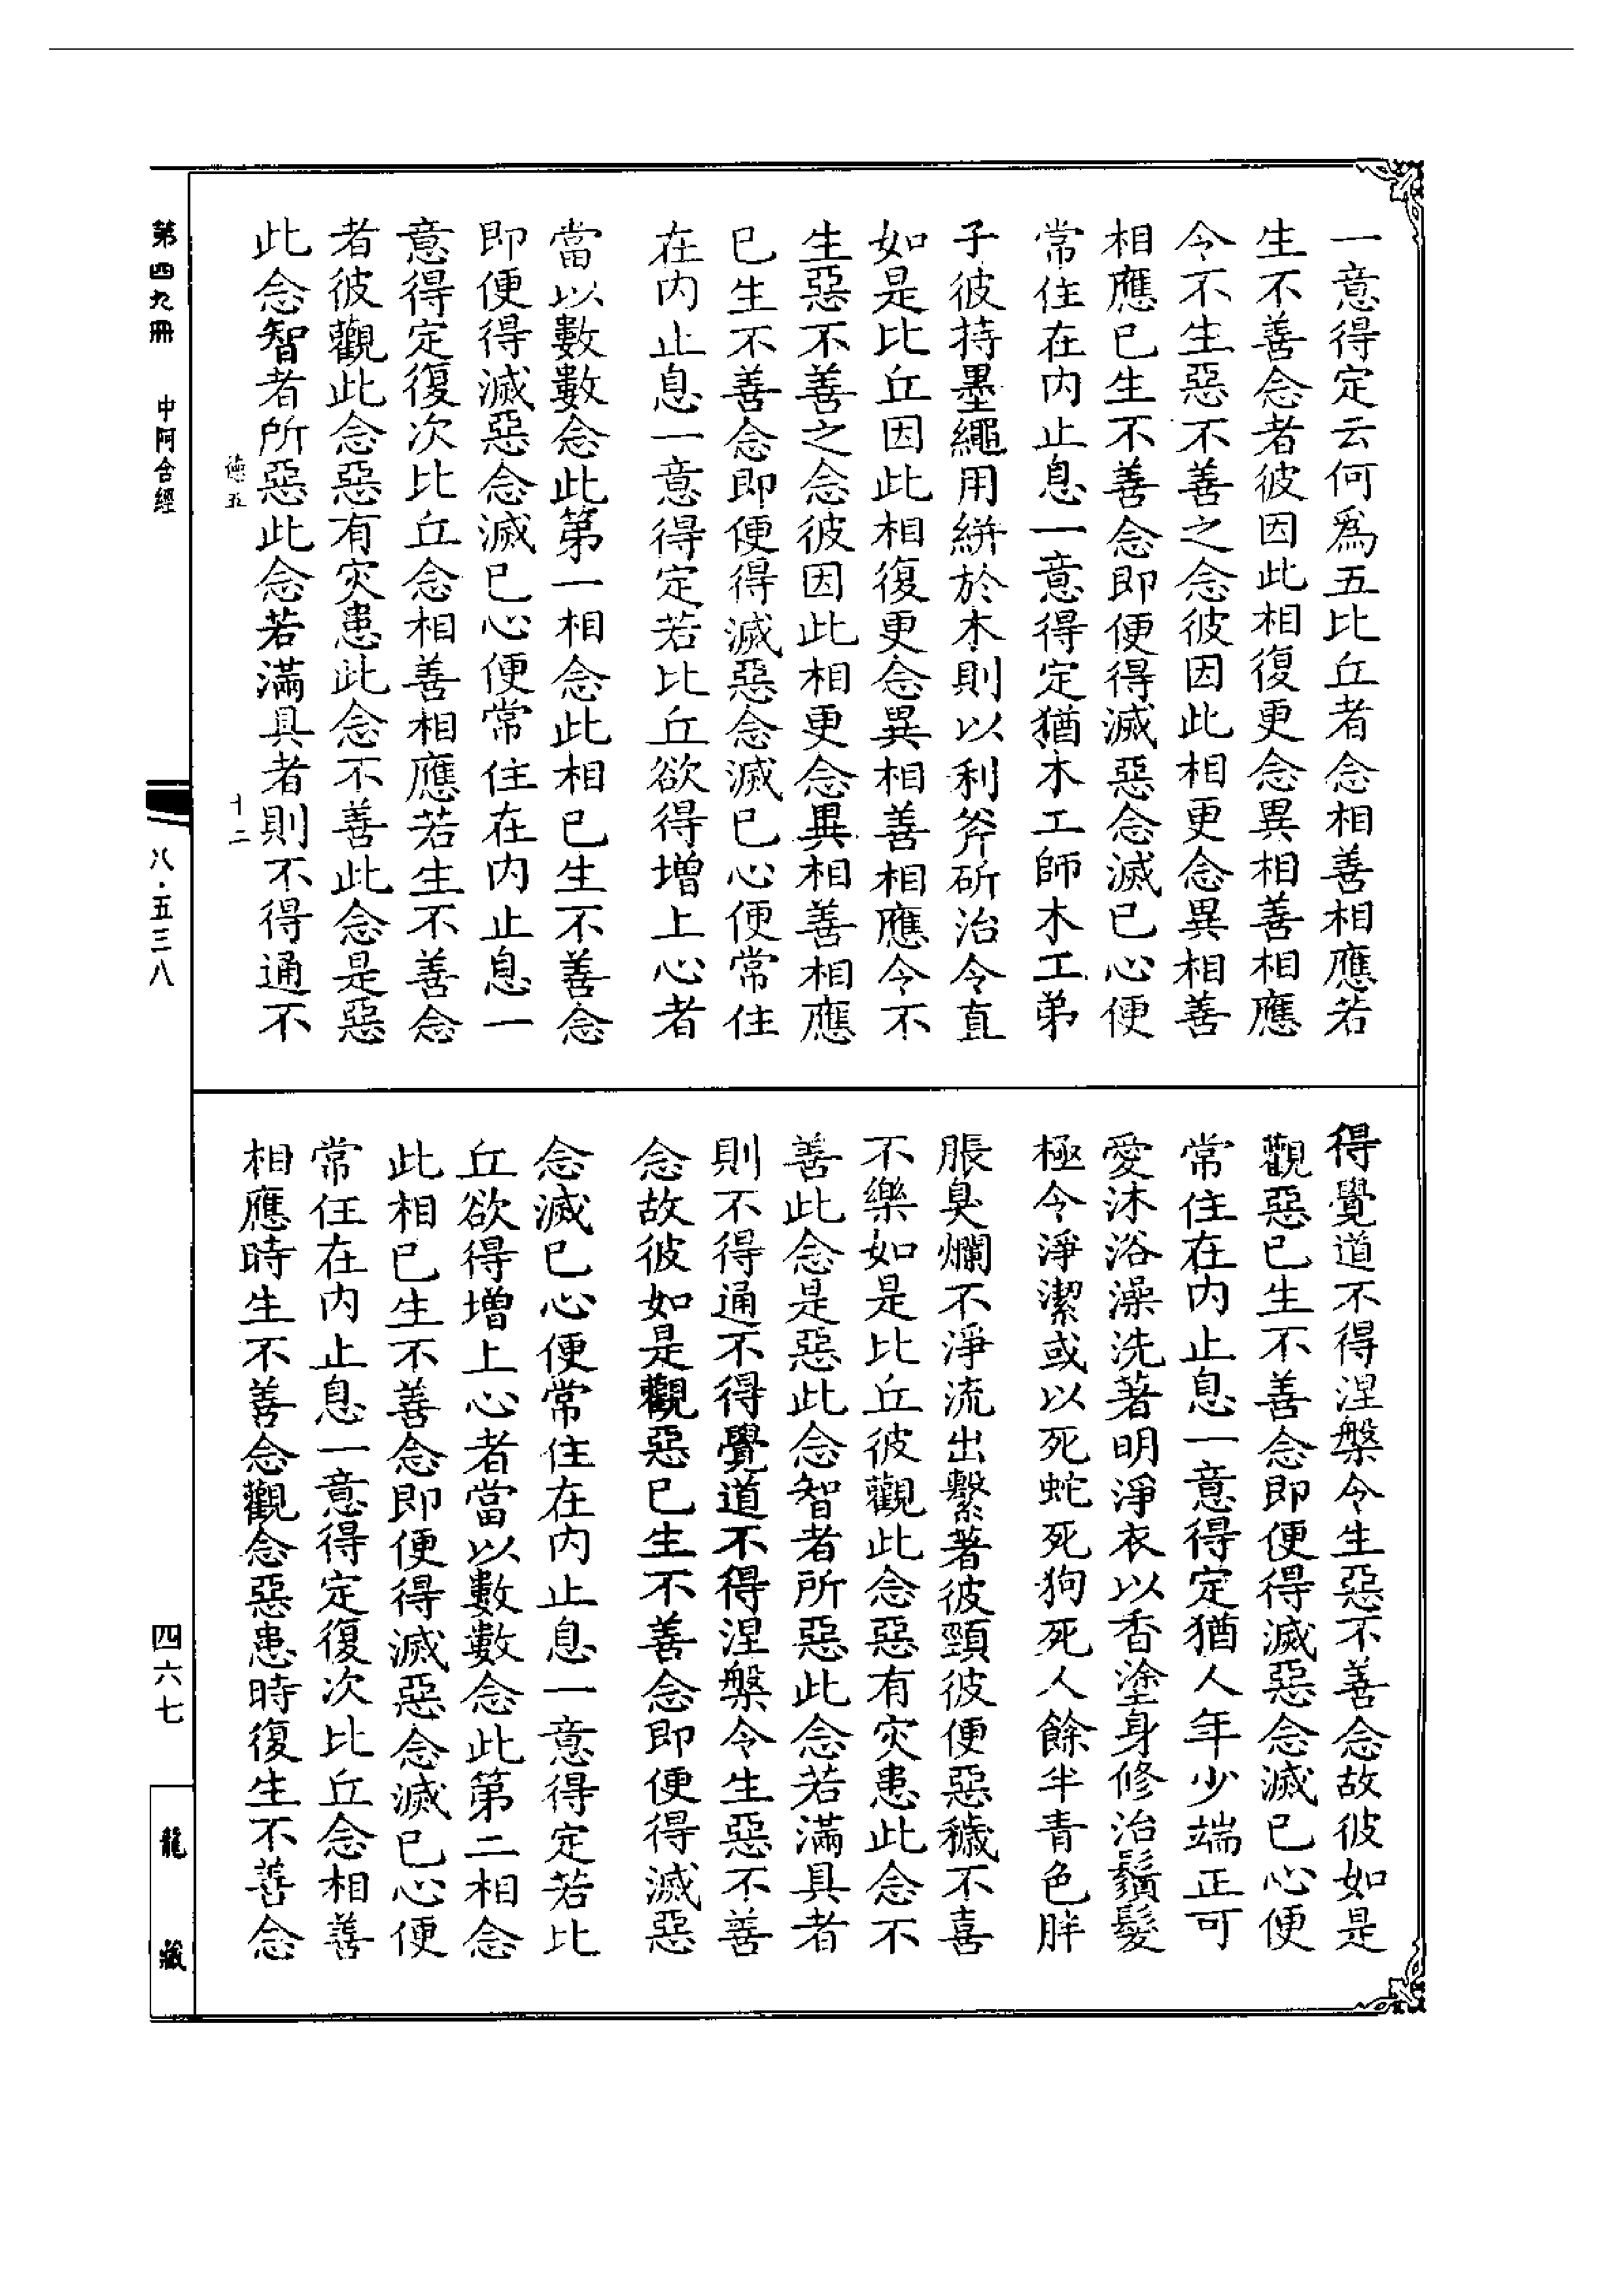 一意得定云何爲五比丘者念相善相應若
生不善念者彼因此相復更念異相善相應
令不生惡不善之念彼因此相更念異相善
相應已生不善念即便得滅惡念滅已心便
常住在内止息一意得定猶木工師木工弟
子彼持墨繩用絣於木則以利斧斫治令直
如是比丘因此相復更念異相善相應令不
生惡不善之念彼因此相更念異相善相應
已生不善念即便得滅惡念滅已心便常住
在内止息一意得定若比丘欲得增上心者
當以數數念此第一相念此相已生不善念
即便得滅惡念滅已心便常住在内止息一
意得定復次比丘念相善相應若生不善念
者彼觀此念惡有灾患此念不善此念是惡
此念智者所惡此念若滿具者則不得通不
德五
十二
得覺道不得涅槃令生惡不善念故彼如是
觀惡已生不善念即便得滅惡念滅已心便
常住在内止息一意得定猶人年少端正可
愛沐浴澡洗著明淨衣以香塗身修治鬚髮
極令淨潔或以死蛇死狗死人餘半青色胖
脹臭爛不淨流出繫著彼頸彼便惡穢不喜
不樂如是比丘彼觀此念惡有灾患此念不
善此念是惡此念智者所惡此念若滿具者
則不得通不得覺道不得涅槃令生惡不善
念故彼如是觀惡已生不善念即便得滅惡
念滅已心便常住在内止息一意得定若比
丘欲得增上心者當以數數念此第二相念
此相已生不善念即便得滅惡念滅已心便
常住在内止息一意得定復次比丘念相善
相應時生不善念觀念惡患時復生不善念
第四九冊 中阿含經
八·五三八
四六七
龍藏